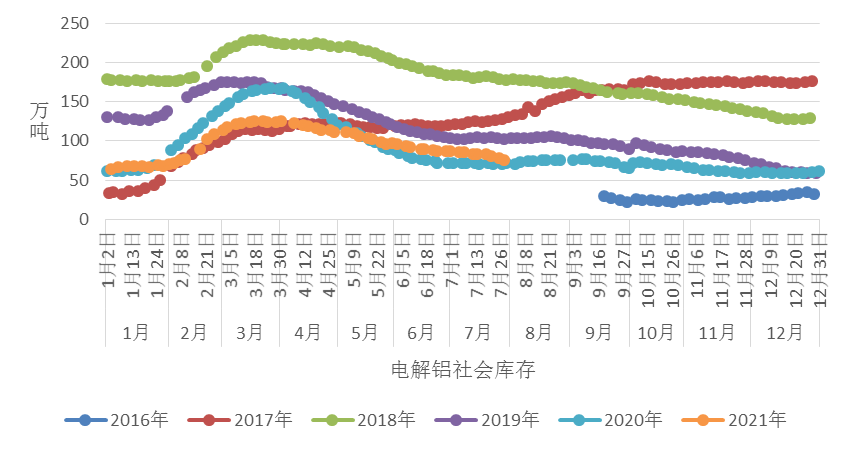 250
200
150
100
50
0
万吨
1月2日 1月13日 1月24日 2月8日 2月21日 3月5日 3月18日 3月30日 4月12日 4月25日 5月9日 5月22日 6月5日 6月18日 7月1日 7月13日 7月26日 8月8日 8月21日 9月3日 9月16日 9月27日 10月15日 10月26日 11月6日 11月17日 11月28日 12月9日 12月20日 12月31日
1月 2月 3月 4月 5月 6月 7月 8月 9月 10月 11月 12月
电解铝社会库存
2016年 2017年 2018年 2019年 2020年 2021年